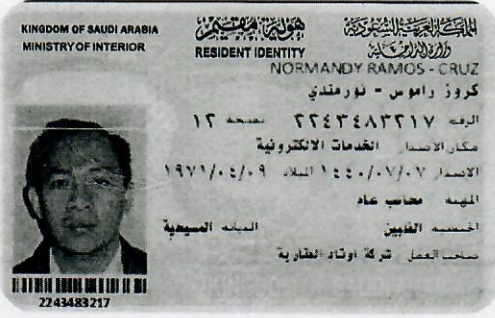 KINGDOM OF SAUDI ARABIA
MINISTRY OF INTERIOR
هوية مقيم
RESIDENT IDENTITY
المملكة العربية السعودية
وزارة الداخلية
NORMANDY RAMOS - CRUZ
كروز راموس - نورمندي
الرقم ٢٢٤٣٤٨٣٢١٧ نسخة ١٢
مكان الاصدار الخدمات الالكترونية
الاصدار ١٤٤٠/٠٧/٠٧ الميلاد ١٩٧١/٠٤/٠٩
المهنة محاسب عام
الجنسية الفلبين الديانة المسيحية
صاحب العمل شركة اوتاد العقارية
2243483217